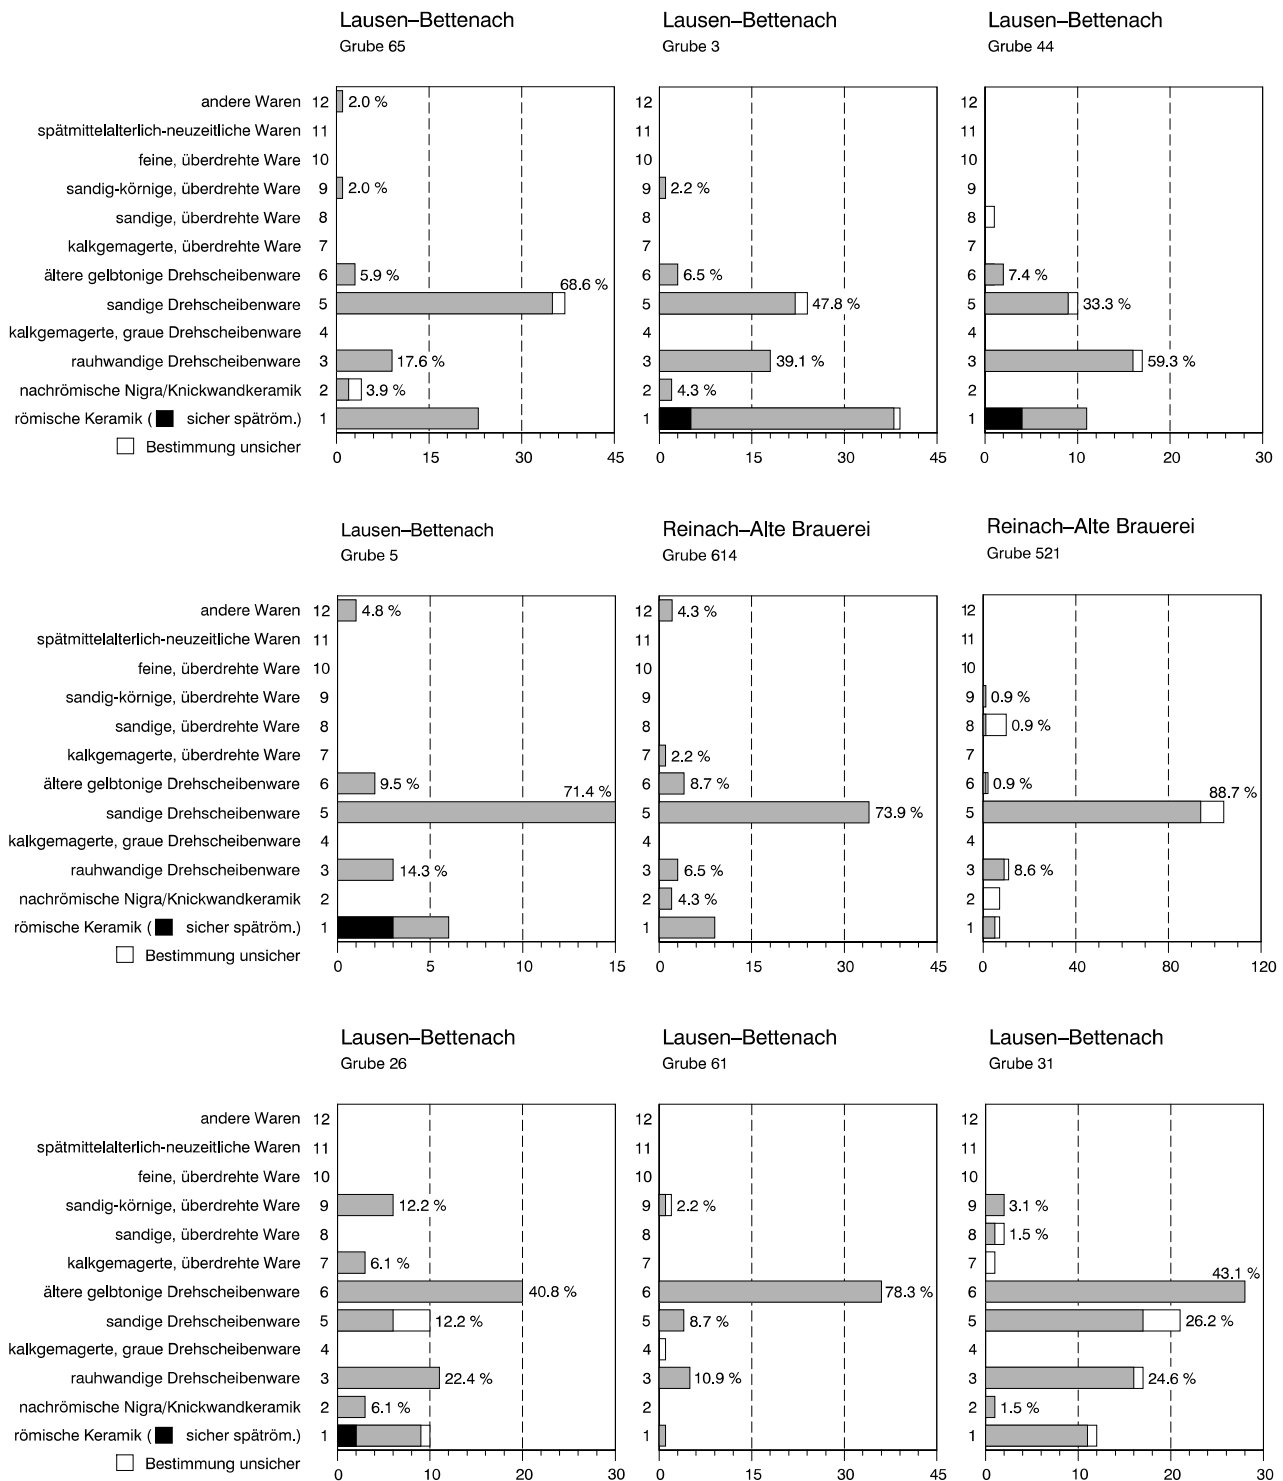 Lausen–Bettenach Lausen–Bettenach Lausen–Bettenach
Grube 65 Grube 3 Grube 44
andere Waren 12 2.0 % 12 12
spätmittelalterlich-neuzeitliche Waren 11 11 11
feine, überdrehte Ware 10 10 10
sandig-körnige, überdrehte Ware 9 2.0 % 9 2.2 % 9
sandige, überdrehte Ware 8 8 8
kalkgemagerte, überdrehte Ware 7 7 7
ältere gelbtonige Drehscheibenware 6 5.9 % 6 6.5 % 6 7.4 %
68.6 %
sandige Drehscheibenware 5 5 47.8 % 5 33.3 %
kalkgemagerte, graue Drehscheibenware 4 4 4
rauhwandige Drehscheibenware 3 17.6 % 3 39.1 % 3 59.3 %
nachrömische Nigra/Knickwandkeramik 2 3.9 % 2 4.3 % 2
römische Keramik ( sicher spätröm.) 1 1 1
Bestimmung unsicher
0 15 30 45 0 15 30 45 0 10 20 30
Lausen–Bettenach Reinach–Alte Brauerei Reinach–Alte Brauerei
Grube 5 Grube 614 Grube 521
andere Waren 12 4.8 % 12 4.3 % 12
spätmittelalterlich-neuzeitliche Waren 11 11 11
feine, überdrehte Ware 10 10 10
sandig-körnige, überdrehte Ware 9 9 9 0.9 %
sandige, überdrehte Ware 8 8 8 0.9 %
kalkgemagerte, überdrehte Ware 7 7 2.2 % 7
ältere gelbtonige Drehscheibenware 6 9.5 % 6 8.7 % 6 0.9 %
71.4 % 88.7 %
sandige Drehscheibenware 5 5 73.9 % 5
kalkgemagerte, graue Drehscheibenware 4 4 4
rauhwandige Drehscheibenware 3 14.3 % 3 6.5 % 3 8.6 %
nachrömische Nigra/Knickwandkeramik 2 2 4.3 % 2
römische Keramik ( sicher spätröm.) 1 1 1
Bestimmung unsicher
0 5 10 15 0 15 30 45 0 40 80 120
Lausen–Bettenach Lausen–Bettenach Lausen–Bettenach
Grube 26 Grube 61 Grube 31
andere Waren 12 12 12
spätmittelalterlich-neuzeitliche Waren 11 11 11
feine, überdrehte Ware 10 10 10
sandig-körnige, überdrehte Ware 9 12.2 % 9 2.2 % 9 3.1 %
sandige, überdrehte Ware 8 8 8 1.5 %
kalkgemagerte, überdrehte Ware 7 6.1 % 7 7
43.1 %
ältere gelbtonige Drehscheibenware 6 40.8 % 6 78.3 % 6
sandige Drehscheibenware 5 12.2 % 5 8.7 % 5 26.2 %
kalkgemagerte, graue Drehscheibenware 4 4 4
rauhwandige Drehscheibenware 3 22.4 % 3 10.9 % 3 24.6 %
nachrömische Nigra/Knickwandkeramik 2 6.1 % 2 2 1.5 %
römische Keramik ( sicher spätröm.) 1 1 1
Bestimmung unsicher
0 10 20 30 0 15 30 45 0 10 20 30